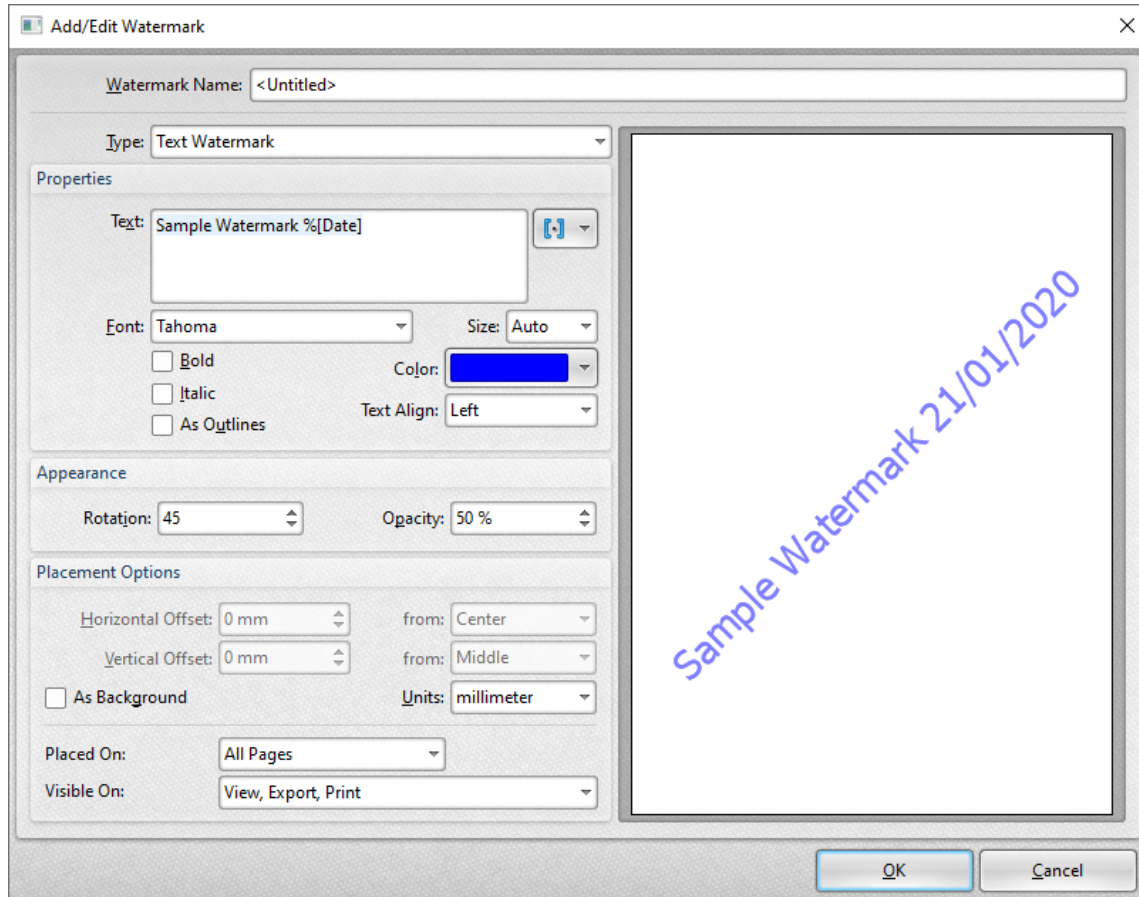 Add/Edit Watermark
Watermark Name: <Untitled>
Type: Text Watermark
Properties
Text: Sample Watermark %[Date]
Font: Tahoma Size: Auto
Bold
Color:
Italic
Text Align: Left
As Outlines
Appearance
Rotation: 45 Opacity: 50 %
Placement Options
Horizontal Offset: 0 mm from: Center
Vertical Offset: 0 mm from: Middle
As Background Units: millimeter
Placed On: All Pages
Visible On: View, Export, Print
Sample Watermark 21/01/2020
OK Cancel